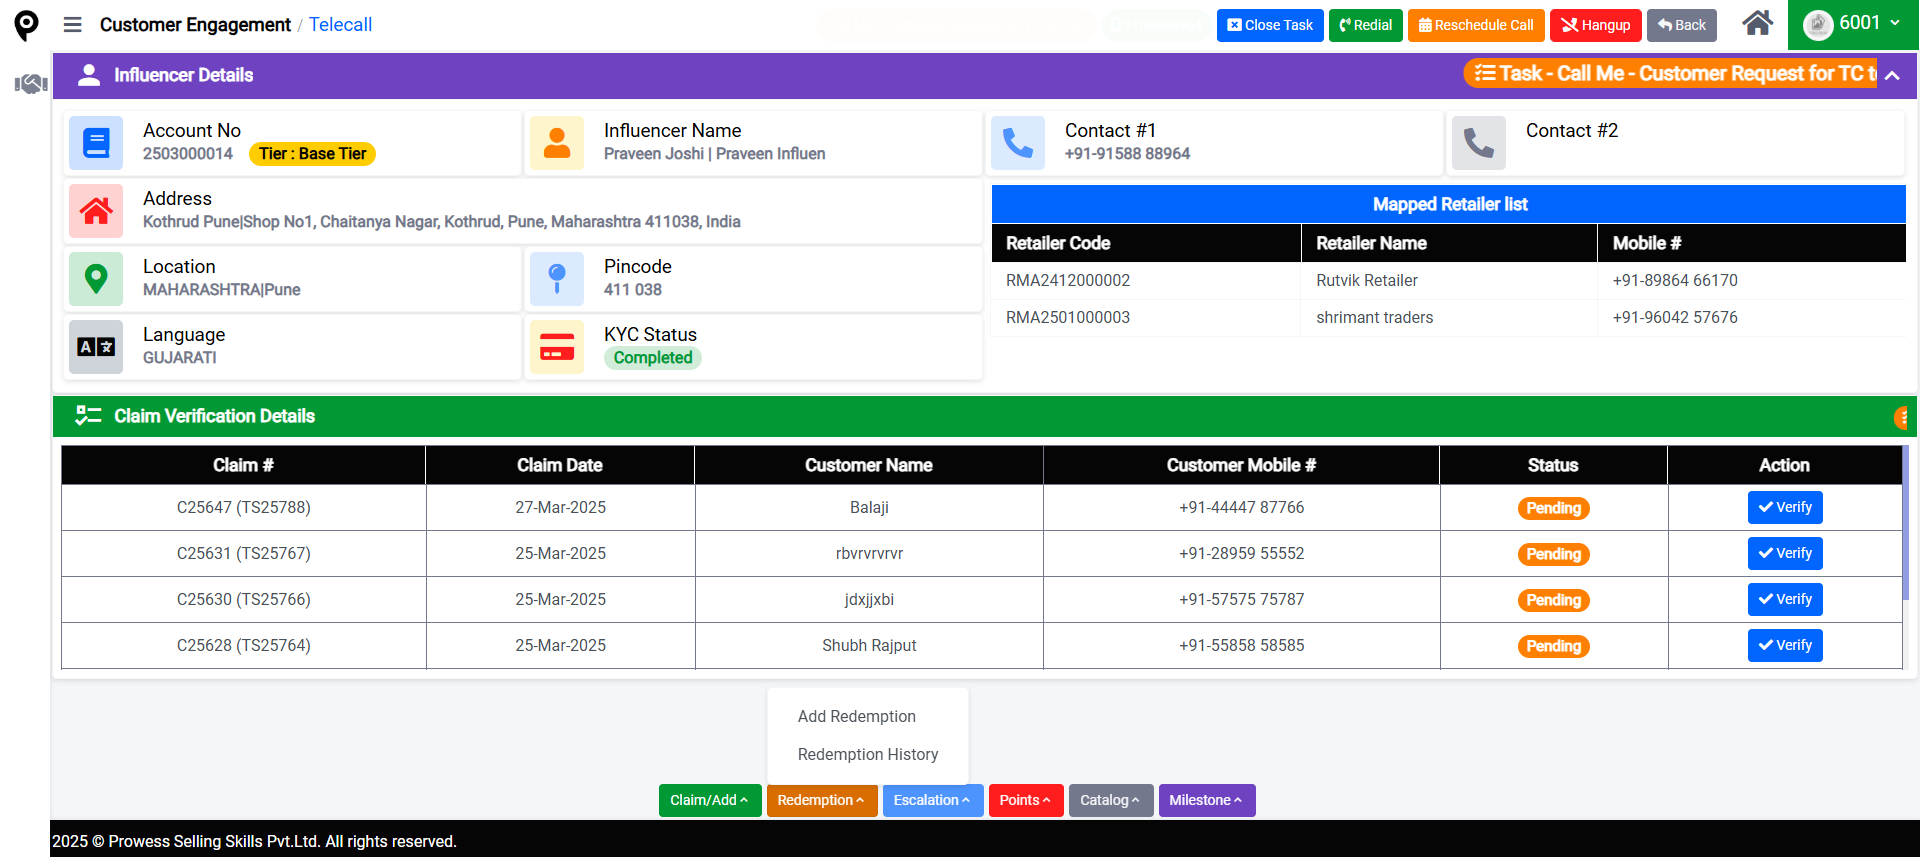 Customer Engagement / Telecall
Close Task
Redial
Reschedule Call
Hangup
Back
6001
Influencer Details
Task - Call Me - Customer Request for TC
Account No
2503000014
Tier : Base Tier
Influencer Name
Praveen Joshi | Praveen Influen
Contact #1
+91-91588 88964
Contact #2
Address
Kothrud Pune|Shop No1, Chaitanya Nagar, Kothrud, Pune, Maharashtra 411038, India
Location
MAHARASHTRA|Pune
Pincode
411 038
Language
GUJARATI
KYC Status
Completed
Mapped Retailer list
Retailer Code Retailer Name Mobile #
RMA2412000002 Rutvik Retailer +91-89864 66170
RMA2501000003 shrimant traders +91-96042 57676
Claim Verification Details
Claim # Claim Date Customer Name Customer Mobile # Status Action
C25647 (TS25788) 27-Mar-2025 Balaji +91-44447 87766 Pending Verify
C25631 (TS25767) 25-Mar-2025 rbvrvrvrvr +91-28959 55552 Pending Verify
C25630 (TS25766) 25-Mar-2025 jdxjjxbi +91-57575 75787 Pending Verify
C25628 (TS25764) 25-Mar-2025 Shubh Rajput +91-55858 58585 Pending Verify
Add Redemption
Redemption History
Claim/Add
Redemption
Escalation
Points
Catalog
Milestone
2025 © Prowess Selling Skills Pvt.Ltd. All rights reserved.